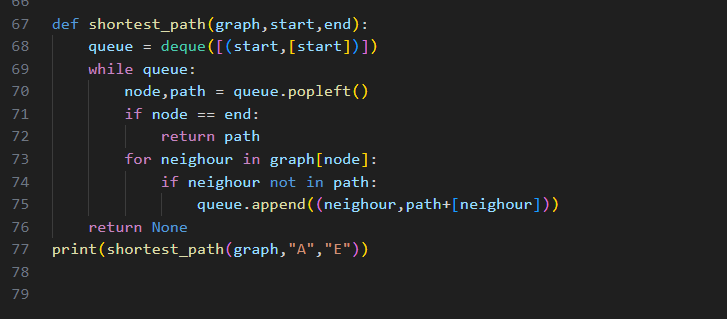 66
67 def shortest_path(graph,start,end):
68     queue = deque([(start,[start])])
69     while queue:
70         node,path = queue.popleft()
71         if node == end:
72             return path
73         for neighour in graph[node]:
74             if neighour not in path:
75                 queue.append((neighour,path+[neighour]))
76     return None
77 print(shortest_path(graph,"A","E"))
78
79